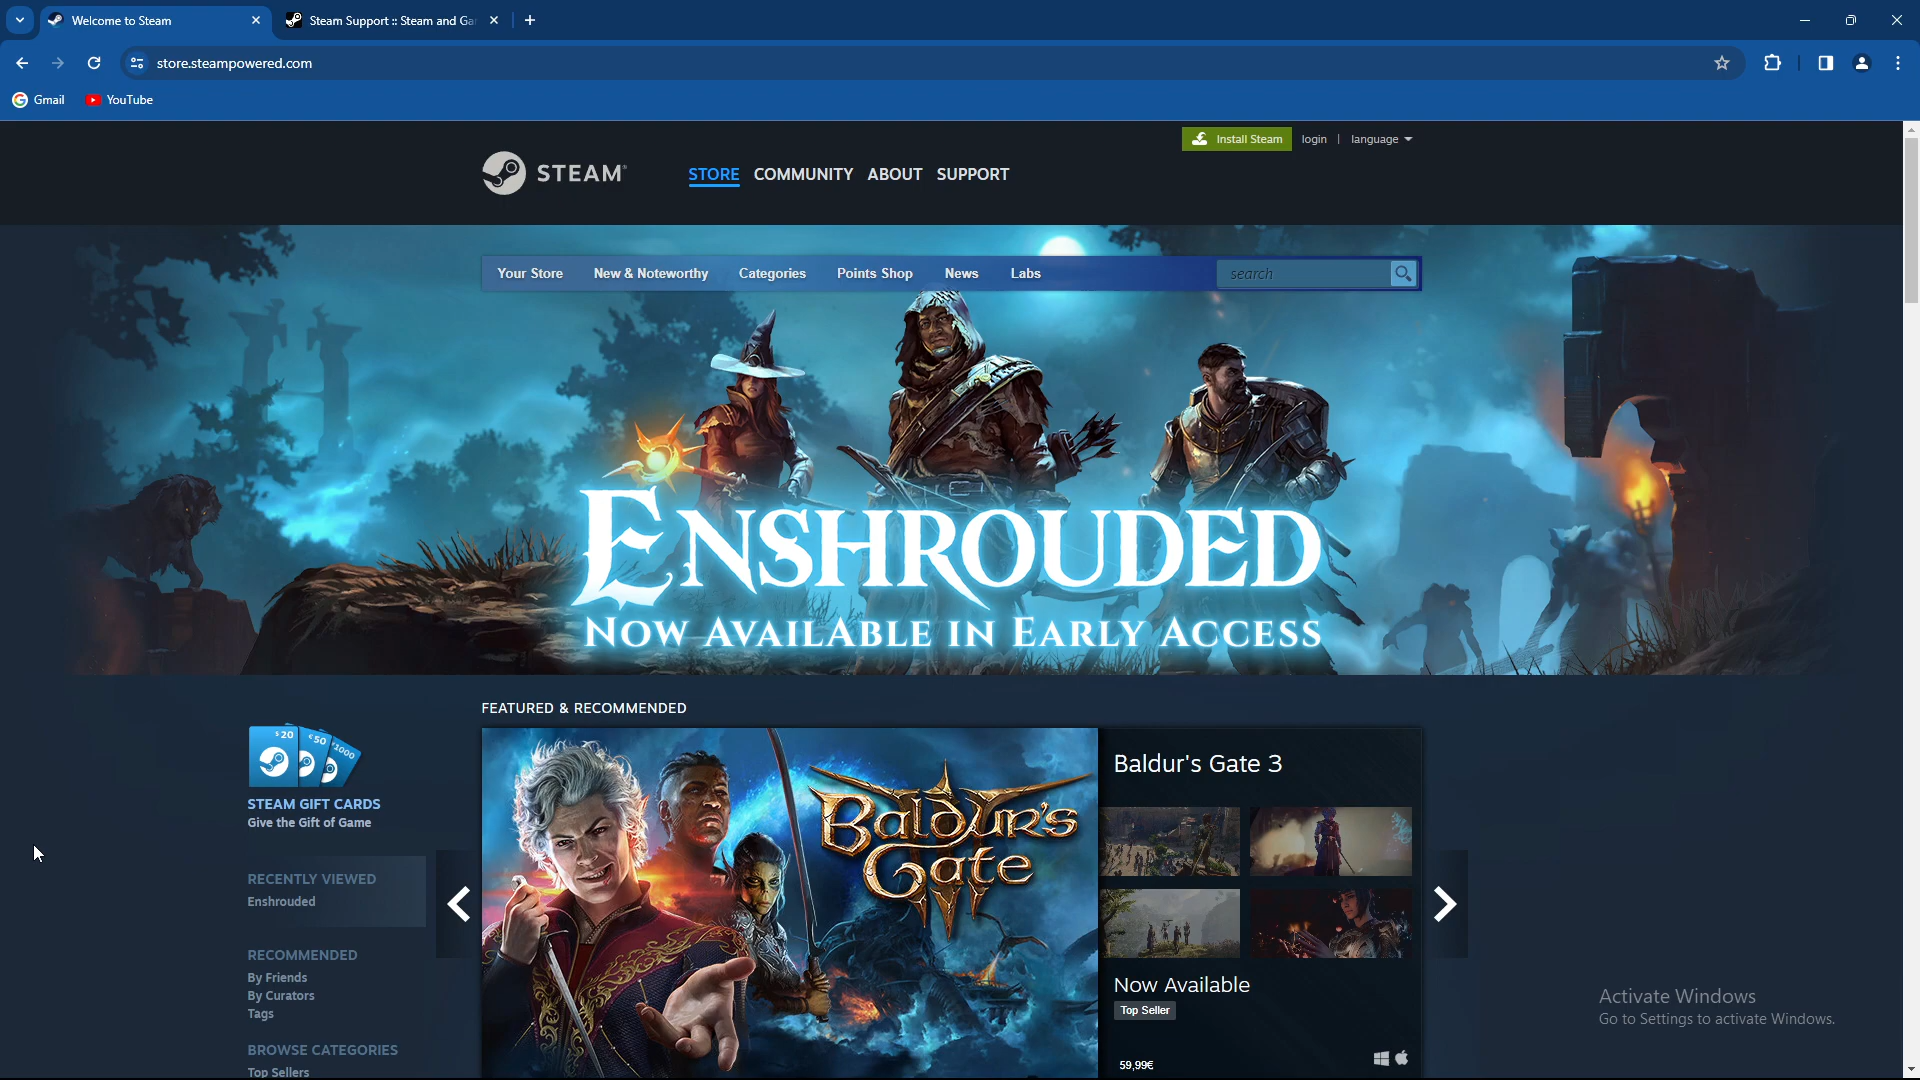 Welcome to Steam
Steam Support :: Steam and Ga
store.steampowered.com
Gmail YouTube
Install Steam login | language
STEAM STORE COMMUNITY ABOUT SUPPORT
Your Store New & Noteworthy Categories Points Shop News Labs search
ENSHROUDED
NOW AVAILABLE IN EARLY ACCESS
FEATURED & RECOMMENDED
$20 €50 1000
STEAM GIFT CARDS
Give the Gift of Game
RECENTLY VIEWED
Enshrouded
RECOMMENDED
By Friends
By Curators
Tags
BROWSE CATEGORIES
Top Sellers
BALDUR'S
GATE
Baldur's Gate 3
Now Available
Top Seller
59,99€
Activate Windows
Go to Settings to activate Windows.